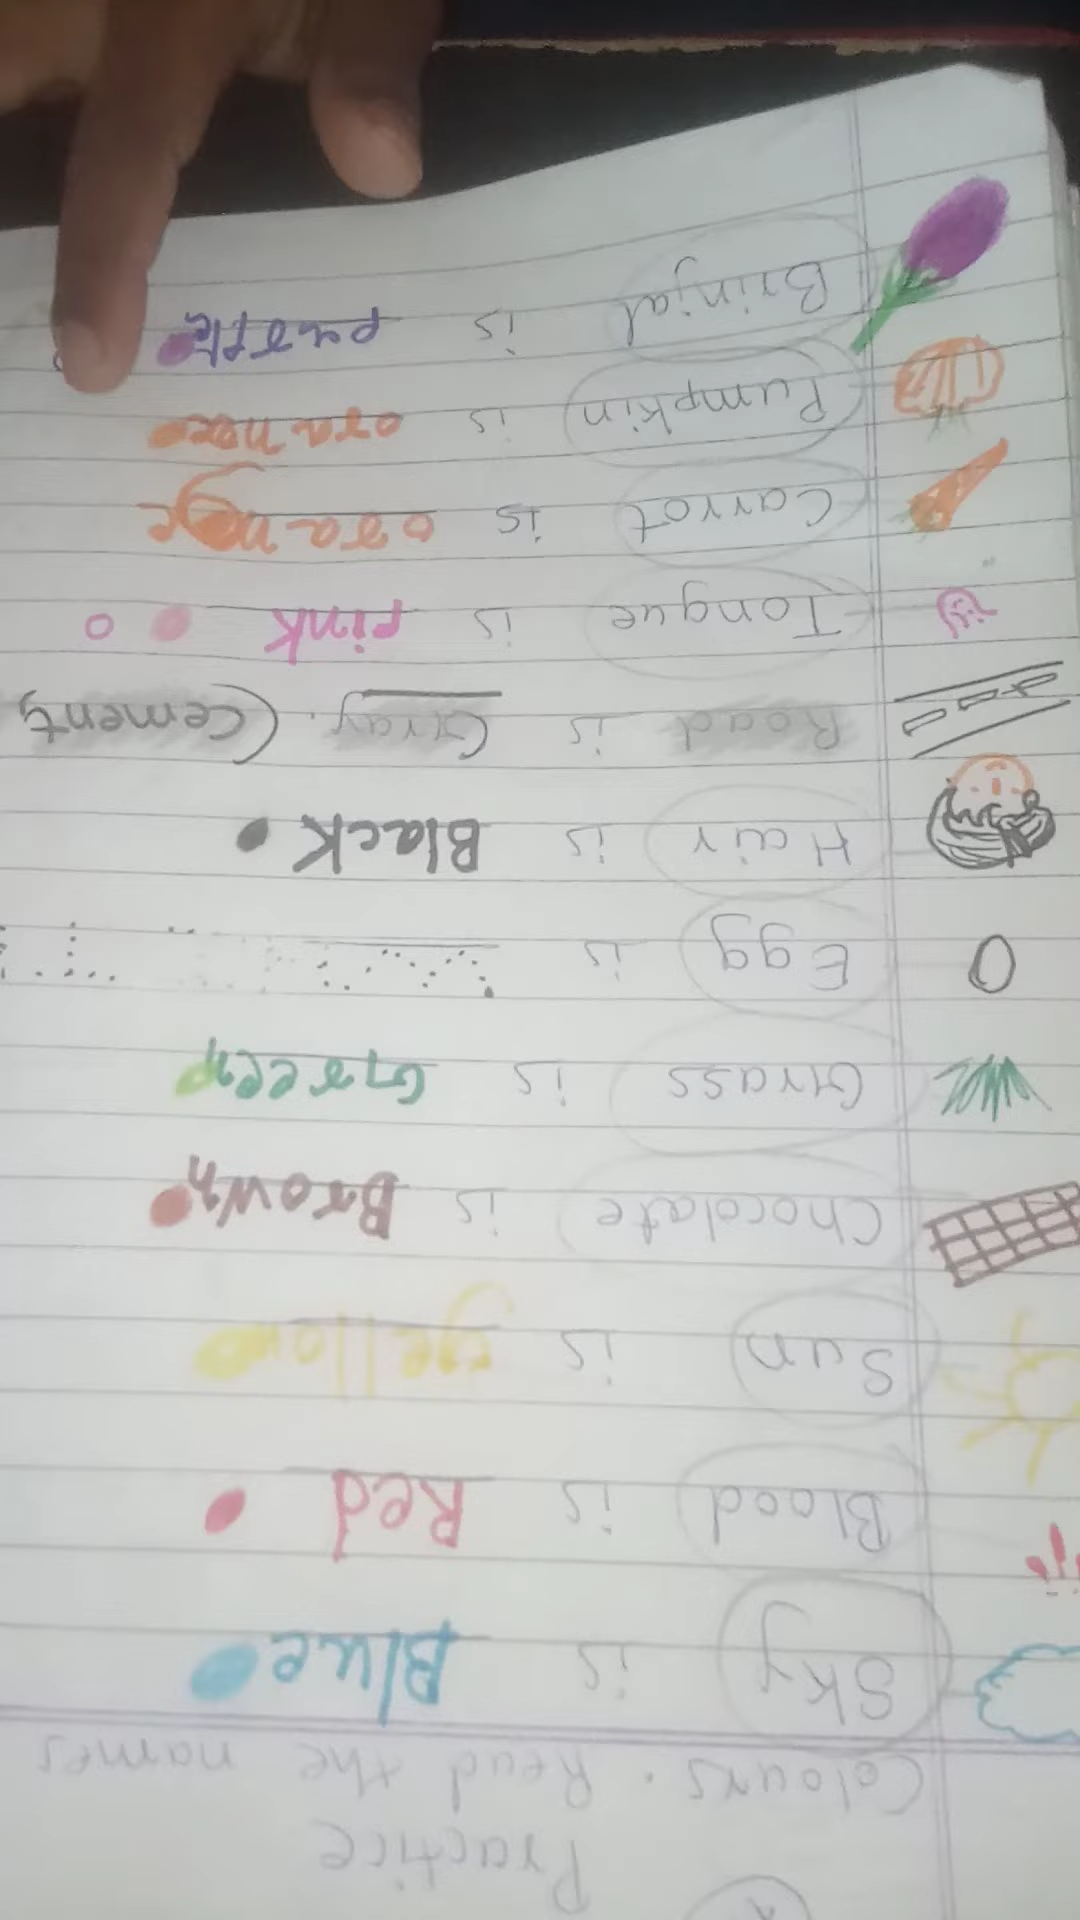 Practice
Colours. Read the names
Sky is Blue
Blood is Red
Sun is yellow
Chocolate is Brown
Grass is Green
Egg is
Hair is Black
Road is Gray. (Cement)
Tongue is Pink
Carrot is orange
Pumpkin is orange
Brinjal is purple